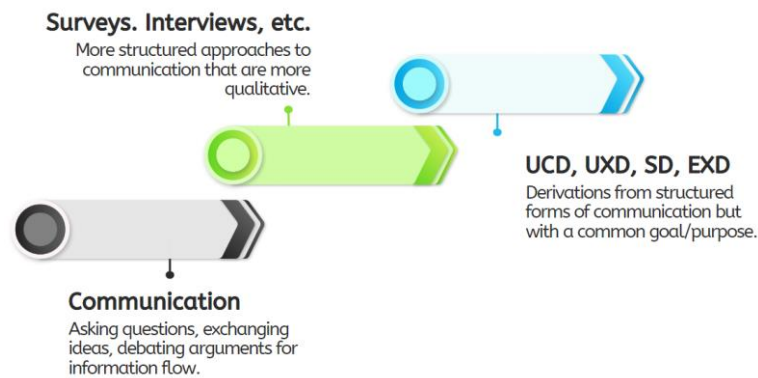 Surveys. Interviews, etc.
More structured approaches to
communication that are more
qualitative.
UCD, UXD, SD, EXD
Derivations from structured
forms of communication but
with a common goal/purpose.
Communication
Asking questions, exchanging
ideas, debating arguments for
information flow.